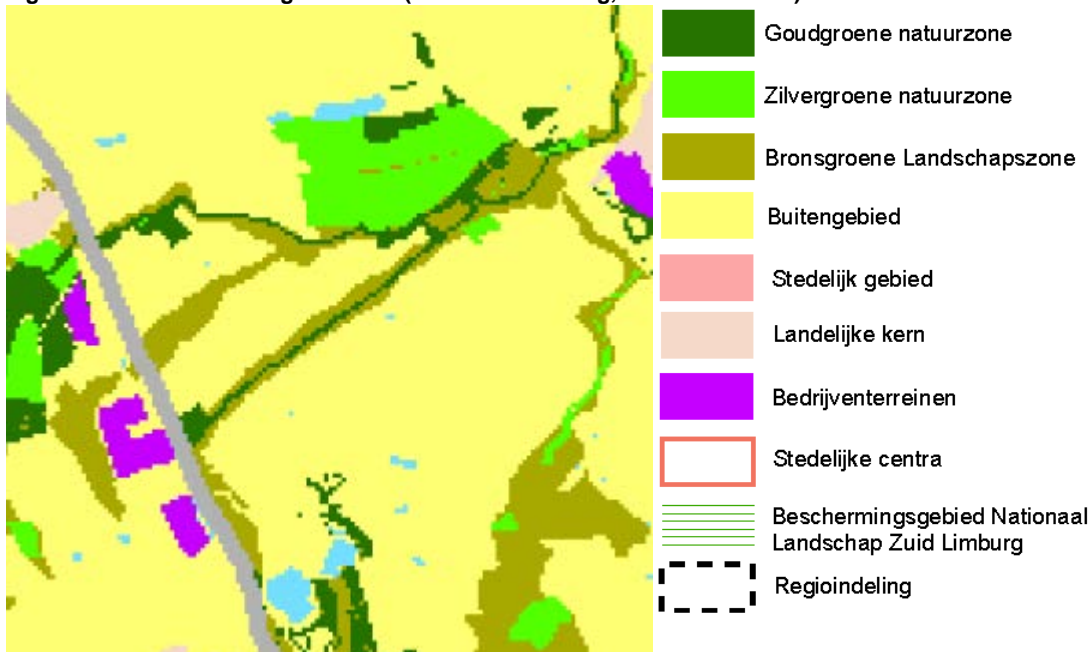 Goudgroene natuurzone
Zilvergroene natuurzone
Bronsgroene Landschapszone
Buitengebied
Stedelijk gebied
Landelijke kern
Bedrijventerreinen
Stedelijke centra
Beschermingsgebied Nationaal
Landschap Zuid Limburg
Regioindeling